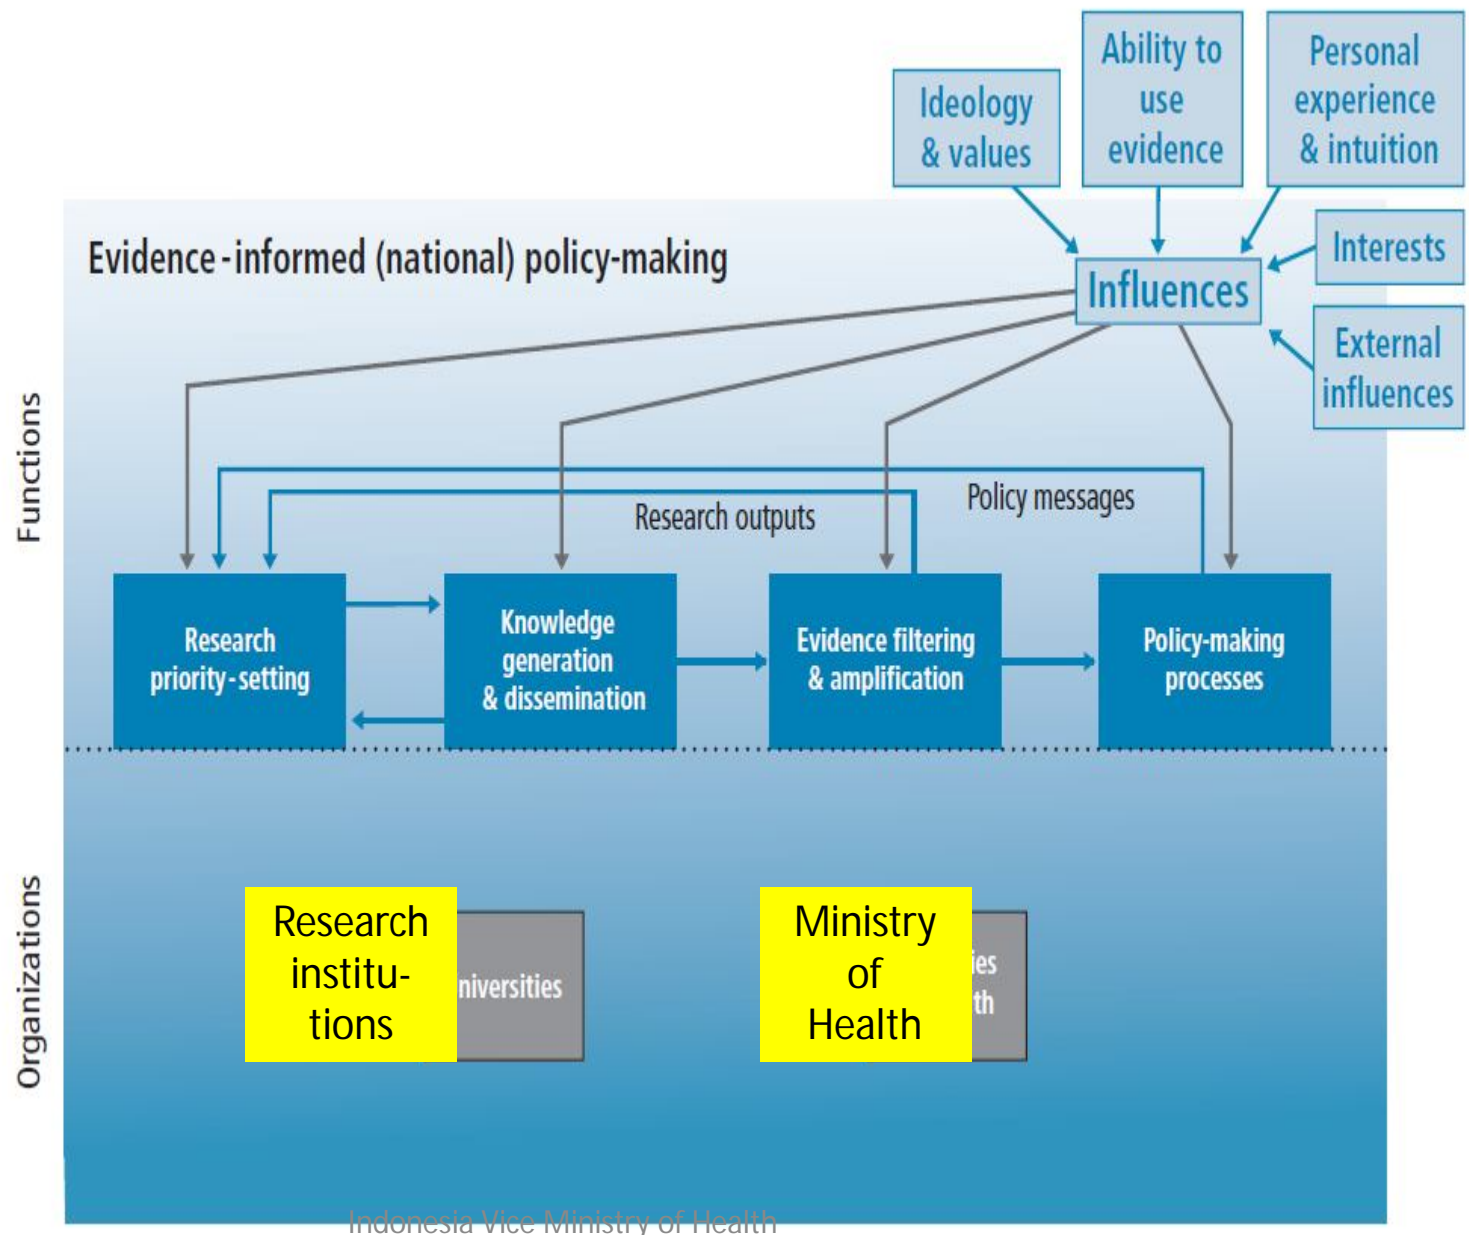 Ideology
& values
Ability to
use
evidence
Personal
experience
& intuition
Interests
External
influences
Influences
Evidence-informed (national) policy-making
Functions
Research outputs
Policy messages
Research
priority-setting
Knowledge
generation
& dissemination
Evidence filtering
& amplification
Policy-making
processes
Organizations
Research
institu-
tions
niversities
Ministry
of
Health
ies
th
Indonesia Vice Ministry of Health